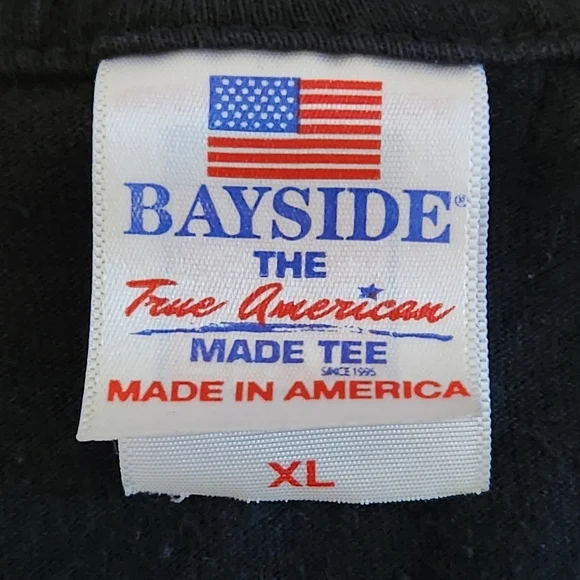 BAYSIDE®
THE
True American
MADE TEE
SINCE 1995
MADE IN AMERICA
XL